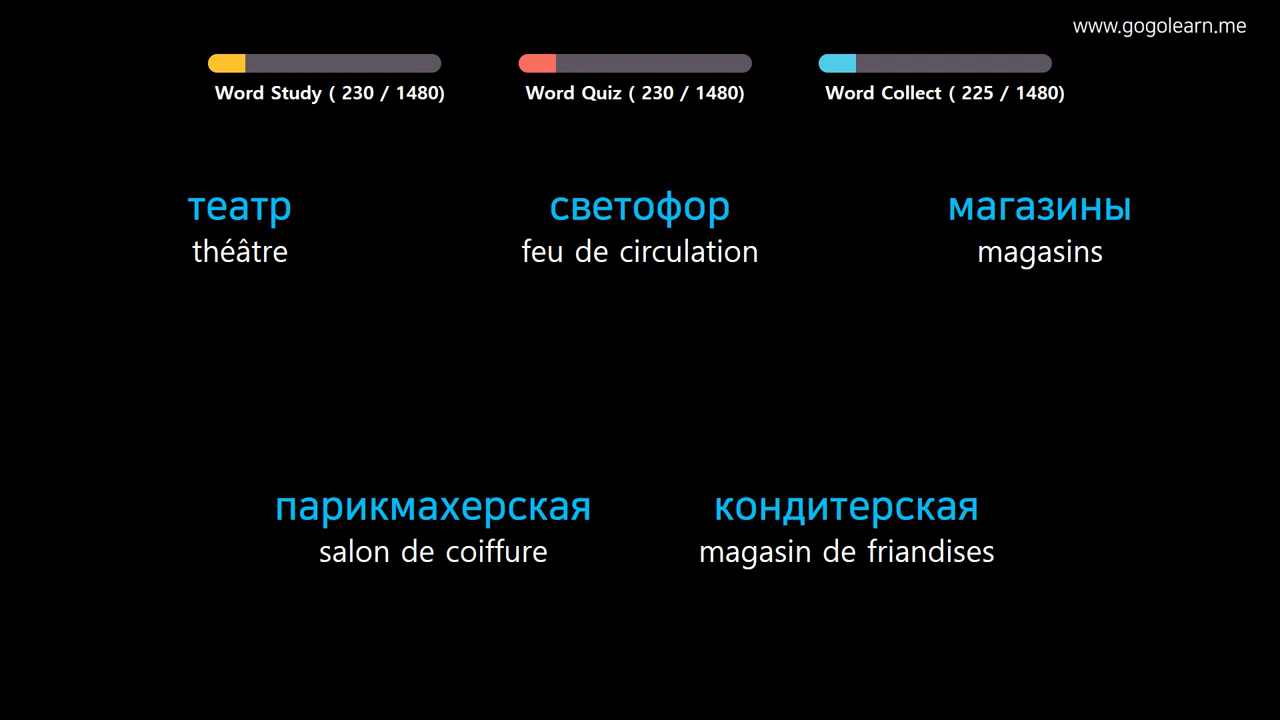 www.gogolearn.me
Word Study ( 230 / 1480)
Word Quiz ( 230 / 1480)
Word Collect ( 225 / 1480)
театр
théâtre
светофор
feu de circulation
магазины
magasins
парикмахерская
salon de coiffure
кондитерская
magasin de friandises